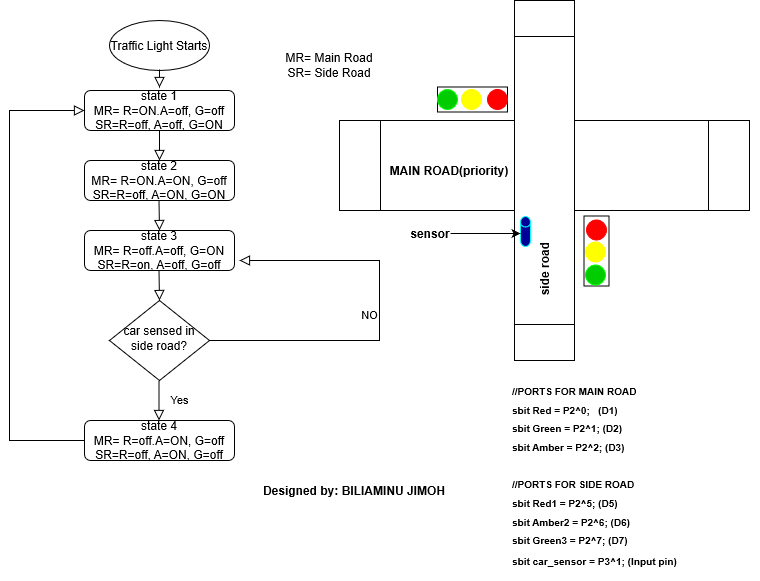 Traffic Light Starts
MR= Main Road
SR= Side Road
state 1
MR= R=ON.A=off, G=off
SR=R=off, A=off, G=ON
state 2
MR= R=ON.A=ON, G=off
SR=R=off, A=ON, G=ON
state 3
MR= R=off.A=off, G=ON
SR=R=on, A=off, G=off
car sensed in
side road?
NO
Yes
state 4
MR= R=off.A=ON, G=off
SR=R=off, A=ON, G=off
MAIN ROAD(priority)
sensor
side road
//PORTS FOR MAIN ROAD
sbit Red = P2^0; (D1)
sbit Green = P2^1; (D2)
sbit Amber = P2^2; (D3)
//PORTS FOR SIDE ROAD
sbit Red1 = P2^5; (D5)
sbit Amber2 = P2^6; (D6)
sbit Green3 = P2^7; (D7)
sbit car_sensor = P3^1; (Input pin)
Designed by: BILIAMINU JIMOH